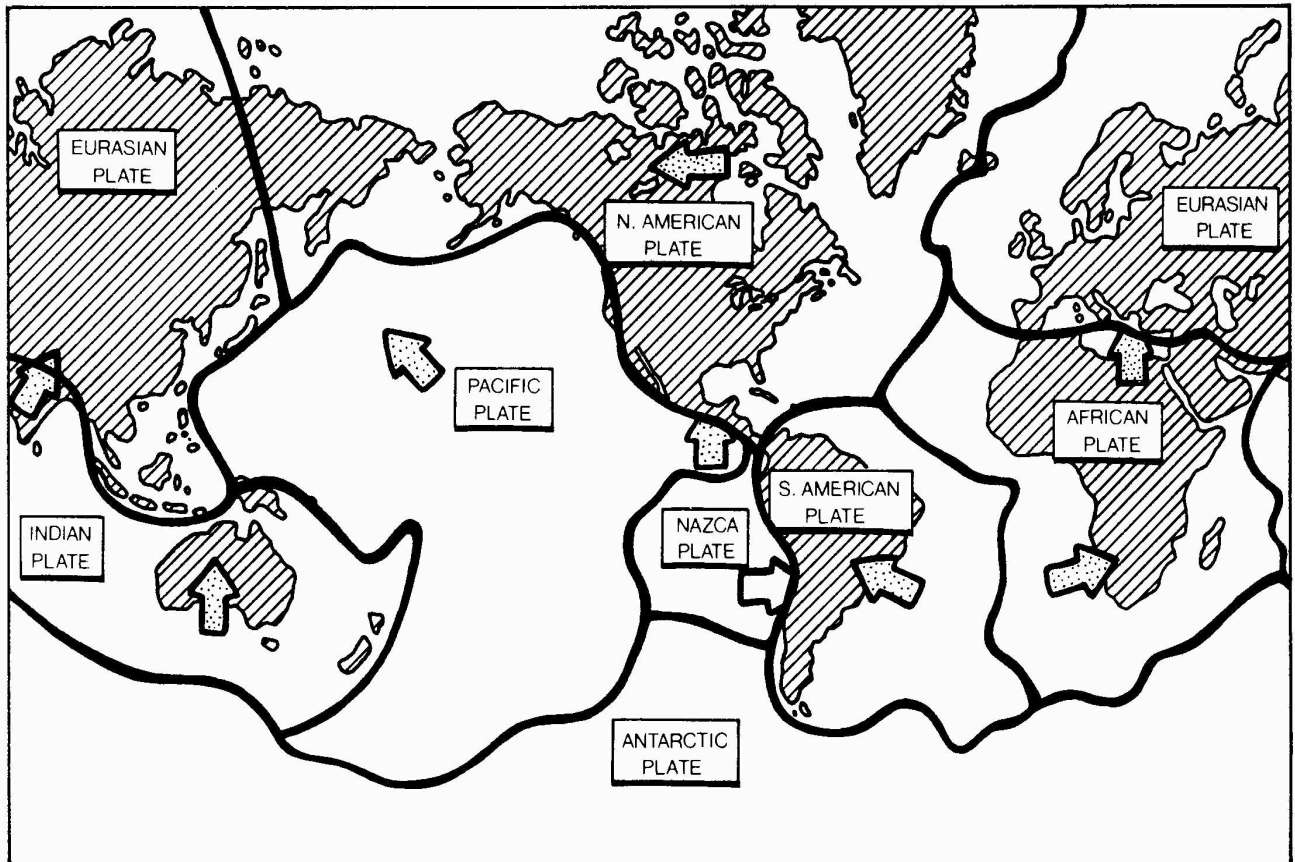 EURASIAN
PLATE
N. AMERICAN
PLATE
EURASIAN
PLATE
PACIFIC
PLATE
AFRICAN
PLATE
S. AMERICAN
PLATE
INDIAN
PLATE
NAZCA
PLATE
ANTARCTIC
PLATE